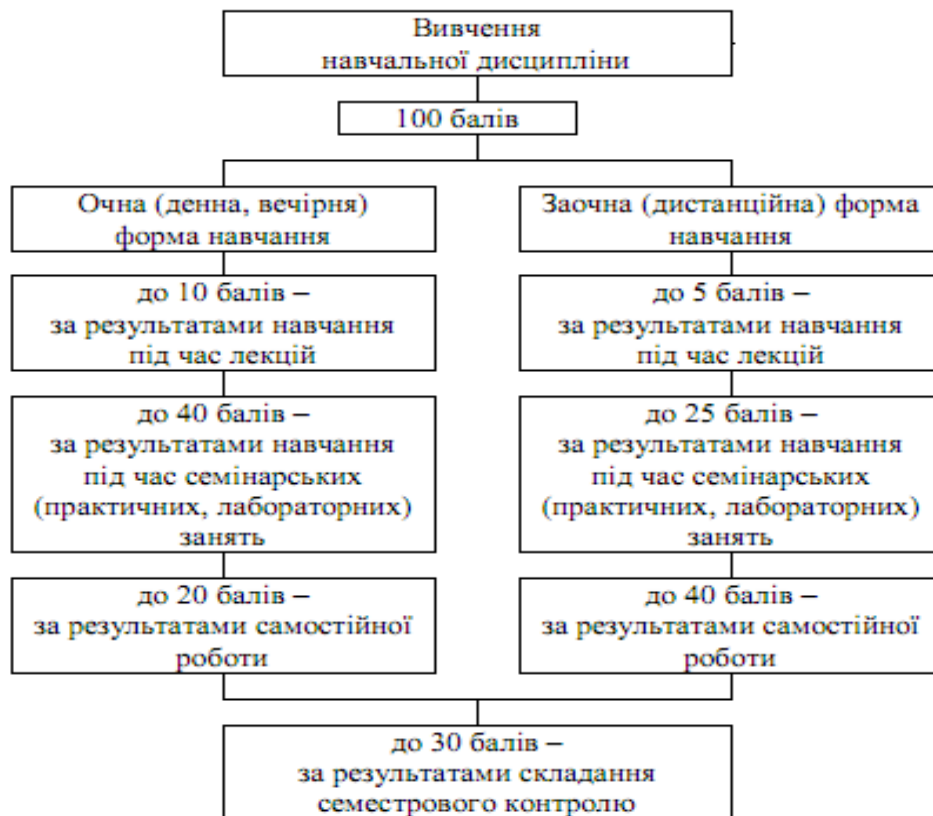 Вивчення
навчальної дисципліни
100 балів
Очна (денна, вечірня)
форма навчання
до 10 балів –
за результатами навчання
під час лекцій
до 40 балів –
за результатами навчання
під час семінарських
(практичних, лабораторних)
занять
до 20 балів –
за результатами самостійної
роботи
Заочна (дистанційна) форма
навчання
до 5 балів –
за результатами навчання
під час лекцій
до 25 балів –
за результатами навчання
під час семінарських
(практичних, лабораторних)
занять
до 40 балів –
за результатами самостійної
роботи
до 30 балів –
за результатами складання
семестрового контролю